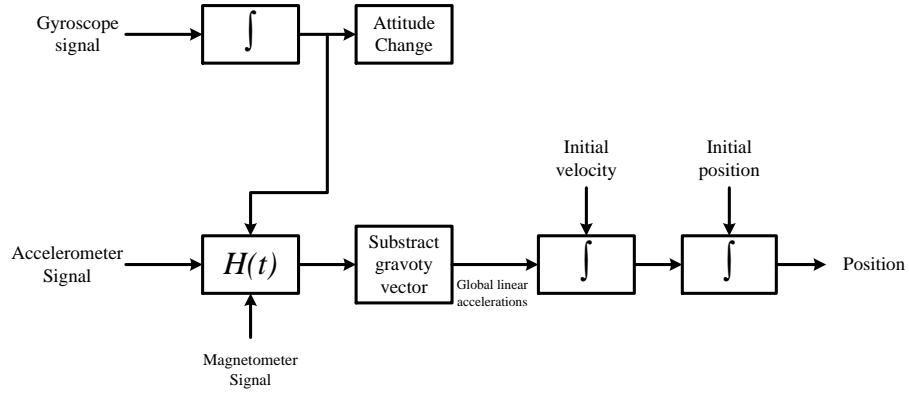 Gyroscope
signal
∫
Attitude
Change
Initial
velocity
Initial
position
Accelerometer
Signal
H(t)
Substract
gravoty
vector
Global linear
accelerations
∫
∫
Position
Magnetometer
Signal